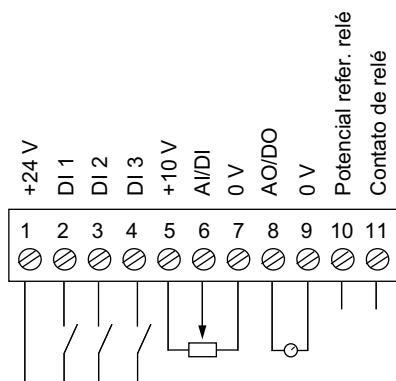 +24 V
DI 1
DI 2
DI 3
+10 V
AI/DI
0 V
AO/DO
0 V
Potencial refer. relé
Contato de relé
1 2 3 4 5 6 7 8 9 10 11